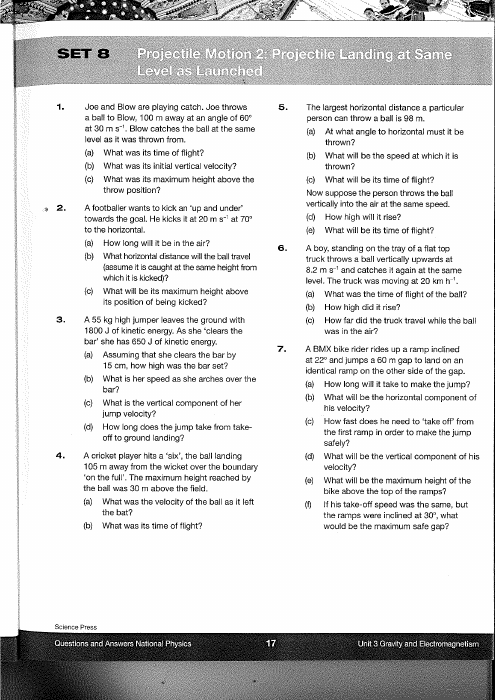 SET 8
Projectile Motion 2: Projectile Landing at Same
Level as Launched
1. Joe and Blow are playing catch. Joe throws
a ball to Blow, 100 m away at an angle of 60°
at 30 m s⁻¹. Blow catches the ball at the same
level as it was thrown from.
(a) What was its time of flight?
(b) What was its initial vertical velocity?
(c) What was its maximum height above the
throw position?
2. A footballer wants to kick an 'up and under'
towards the goal. He kicks it at 20 m s⁻¹ at 70°
to the horizontal.
(a) How long will it be in the air?
(b) What horizontal distance will the ball travel
(assume it is caught at the same height from
which it is kicked)?
(c) What will be its maximum height above
its position of being kicked?
3. A 55 kg high jumper leaves the ground with
1800 J of kinetic energy. As she 'clears the
bar' she has 650 J of kinetic energy.
(a) Assuming that she clears the bar by
15 cm, how high was the bar set?
(b) What is her speed as she arches over the
bar?
(c) What is the vertical component of her
jump velocity?
(d) How long does the jump take from take-
off to ground landing?
4. A cricket player hits a 'six', the ball landing
105 m away from the wicket over the boundary
'on the full'. The maximum height reached by
the ball was 30 m above the field.
(a) What was the velocity of the ball as it left
the bat?
(b) What was its time of flight?
5. The largest horizontal distance a particular
person can throw a ball is 98 m.
(a) At what angle to horizontal must it be
thrown?
(b) What will be the speed at which it is
thrown?
(c) What will be its time of flight?
Now suppose the person throws the ball
vertically into the air at the same speed.
(d) How high will it rise?
(e) What will be its time of flight?
6. A boy, standing on the tray of a flat top
truck throws a ball vertically upwards at
8.2 m s⁻¹ and catches it again at the same
level. The truck was moving at 20 km h⁻¹.
(a) What was the time of flight of the ball?
(b) How high did it rise?
(c) How far did the truck travel while the ball
was in the air?
7. A BMX bike rider rides up a ramp inclined
at 22° and jumps a 60 m gap to land on an
identical ramp on the other side of the gap.
(a) How long will it take to make the jump?
(b) What will be the horizontal component of
his velocity?
(c) How fast does he need to 'take off' from
the first ramp in order to make the jump
safely?
(d) What will be the vertical component of his
velocity?
(e) What will be the maximum height of the
bike above the top of the ramps?
(f) If his take-off speed was the same, but
the ramps were inclined at 30°, what
would be the maximum safe gap?
Science Press
Questions and Answers National Physics
17
Unit 3 Gravity and Electromagnetism